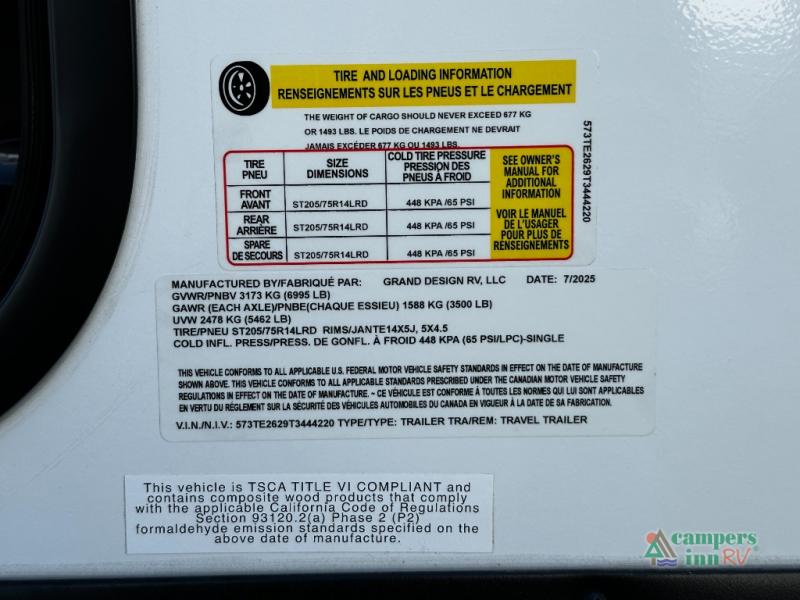 TIRE AND LOADING INFORMATION
RENSEIGNEMENTS SUR LES PNEUS ET LE CHARGEMENT
THE WEIGHT OF CARGO SHOULD NEVER EXCEED 677 KG
OR 1493 LBS. LE POIDS DE CHARGEMENT NE DEVRAIT
JAMAIS EXCÉDER 677 KG OU 1493 LBS.
TIRE
PNEU
SIZE
DIMENSIONS
COLD TIRE PRESSURE
PRESSION DES
PNEUS À FROID
FRONT
AVANT
ST205/75R14LRD
448 KPA /65 PSI
REAR
ARRIÈRE
ST205/75R14LRD
448 KPA /65 PSI
SPARE
DE SECOURS
ST205/75R14LRD
448 KPA /65 PSI
SEE OWNER'S
MANUAL FOR
ADDITIONAL
INFORMATION
VOIR LE MANUEL
DE L'USAGER
POUR PLUS DE
RENSEIGNEMENTS
573TE2629T3444220
MANUFACTURED BY/FABRIQUÉ PAR: GRAND DESIGN RV, LLC DATE: 7/2025
GVWR/PNBV 3173 KG (6995 LB)
GAWR (EACH AXLE)/PNBE(CHAQUE ESSIEU) 1588 KG (3500 LB)
UVW 2478 KG (5462 LB)
TIRE/PNEU ST205/75R14LRD RIMS/JANTE14X5J, 5X4.5
COLD INFL. PRESS/PRESS. DE GONFL. À FROID 448 KPA (65 PSI/LPC)-SINGLE
THIS VEHICLE CONFORMS TO ALL APPLICABLE U.S. FEDERAL MOTOR VEHICLE SAFETY STANDARDS IN EFFECT ON THE DATE OF MANUFACTURE
SHOWN ABOVE. THIS VEHICLE CONFORMS TO ALL APPLICABLE STANDARDS PRESCRIBED UNDER THE CANADIAN MOTOR VEHICLE SAFETY
REGULATIONS IN EFFECT ON THE DATE OF MANUFACTURE. ~ CE VÉHICULE EST CONFORME À TOUTES LES NORMES QUI LUI SONT APPLICABLES
EN VERTU DU RÈGLEMENT SUR LA SÉCURITÉ DES VÉHICULES AUTOMOBILES DU CANADA EN VIGUEUR À LA DATE DE SA FABRICATION.
V.I.N./N.I.V.: 573TE2629T3444220 TYPE/TYPE: TRAILER TRA/REM: TRAVEL TRAILER
This vehicle is TSCA TITLE VI COMPLIANT and
contains composite wood products that comply
with the applicable California Code of Regulations
Section 93120.2(a) Phase 2 (P2)
formaldehyde emission standards specified on the
above date of manufacture.
campers
inn RV